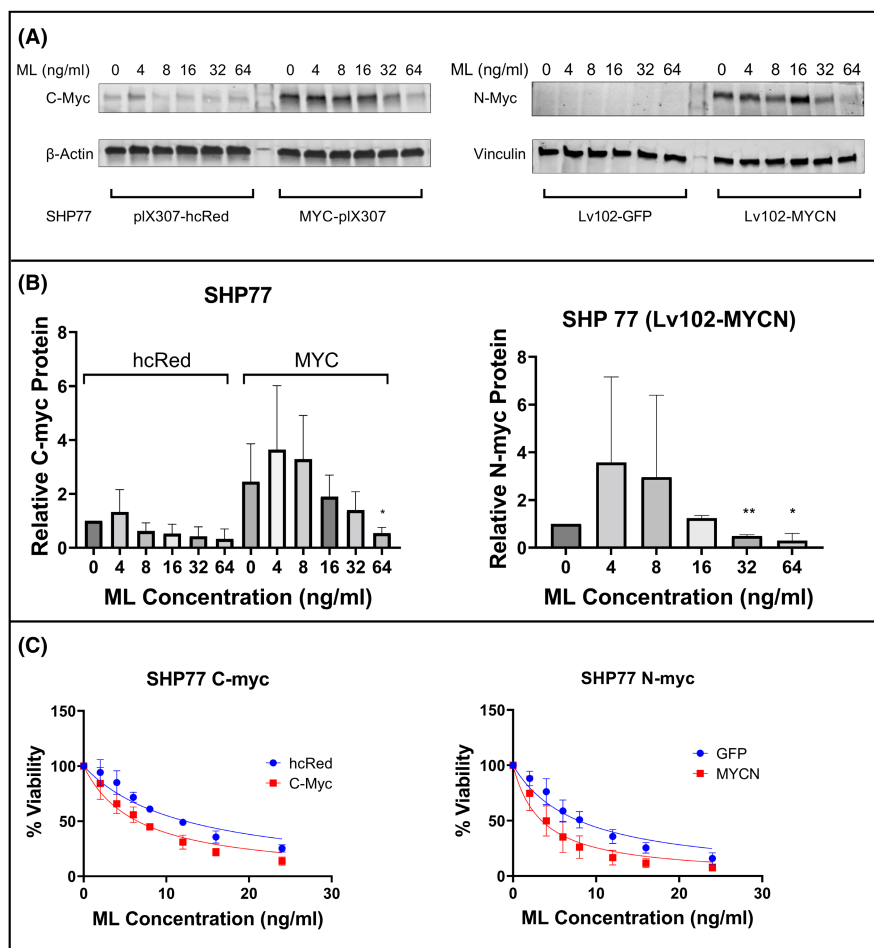 (A)
ML (ng/ml) 0 4 8 16 32 64 0 4 8 16 32 64
C-Myc
β-Actin
SHP77 pIX307-hcRed MYC-pIX307
ML (ng/ml) 0 4 8 16 32 64 0 4 8 16 32 64
N-Myc
Vinculin
Lv102-GFP Lv102-MYCN
(B)
SHP77
Relative C-myc Protein
8
6
4
2
0
hcRed MYC
*
0 4 8 16 32 64 0 4 8 16 32 64
ML Concentration (ng/ml)
SHP 77 (Lv102-MYCN)
Relative N-myc Protein
8
6
4
2
0
** *
0 4 8 16 32 64
ML Concentration (ng/ml)
(C)
SHP77 C-myc
% Viability
150
100
50
0
hcRed
C-Myc
0 10 20 30
ML Concentration (ng/ml)
SHP77 N-myc
% Viability
150
100
50
0
GFP
MYCN
0 10 20 30
ML Concentration (ng/ml)